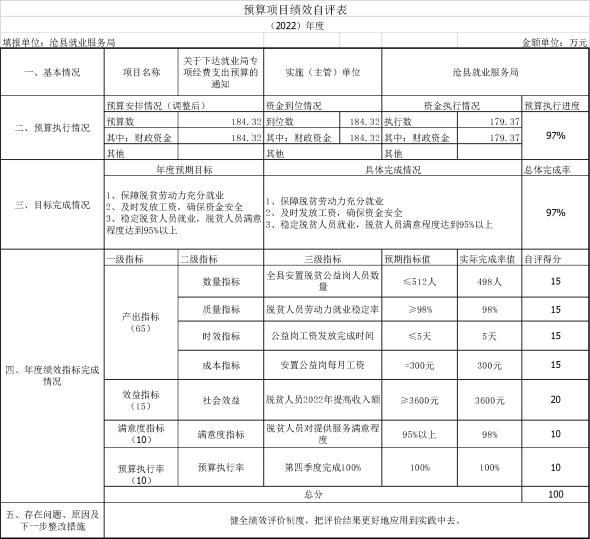 预算项目绩效自评表
（2022）年度
填报单位：沧县就业服务局 金额单位：万元
一、基本情况 项目名称 关于下达就业局专项经费支出预算的通知 实施（主管）单位 沧县就业服务局
二、预算执行情况 预算安排情况（调整后） 资金到位情况 资金执行情况 预算执行进度
预算数 184.32 到位数 184.32 执行数 179.37 97%
其中：财政资金 184.32 其中：财政资金 184.32 其中：财政资金 179.37
其他 其他 其他
三、目标完成情况 年度预期目标 具体完成情况 总体完成率
1、保障脱贫劳动力充分就业
2、及时发放工资，确保资金安全
3、稳定脱贫人员就业，脱贫人员满意
程度达到95%以上
1、保障脱贫劳动力充分就业
2、及时发放工资，确保资金安全
3、稳定脱贫人员就业，脱贫人员满意程度达到95%以上
97%
四、年度绩效指标完成情况 一级指标 二级指标 三级指标 预期指标值 实际完成率值 自评得分
产出指标（65） 数量指标 全县安置脱贫公益岗人员数量 ≤512人 498人 15
质量指标 脱贫人员劳动力就业稳定率 ≥98% 98% 15
时效指标 公益岗工资发放完成时间 ≤5天 5天 15
成本指标 安置公益岗每月工资 =300元 300元 15
效益指标（15） 社会效益 脱贫人员2022年提高收入额 ≥3600元 3600元 20
满意度指标（10） 满意度指标 脱贫人员对提供服务满意程度 95%以上 98% 10
预算执行率（10） 预算执行率 第四季度完成100% 100% 100% 10
总分 100
五、存在问题、原因及下一步整改措施 健全绩效评价制度，把评价结果更好地应用到实践中去。